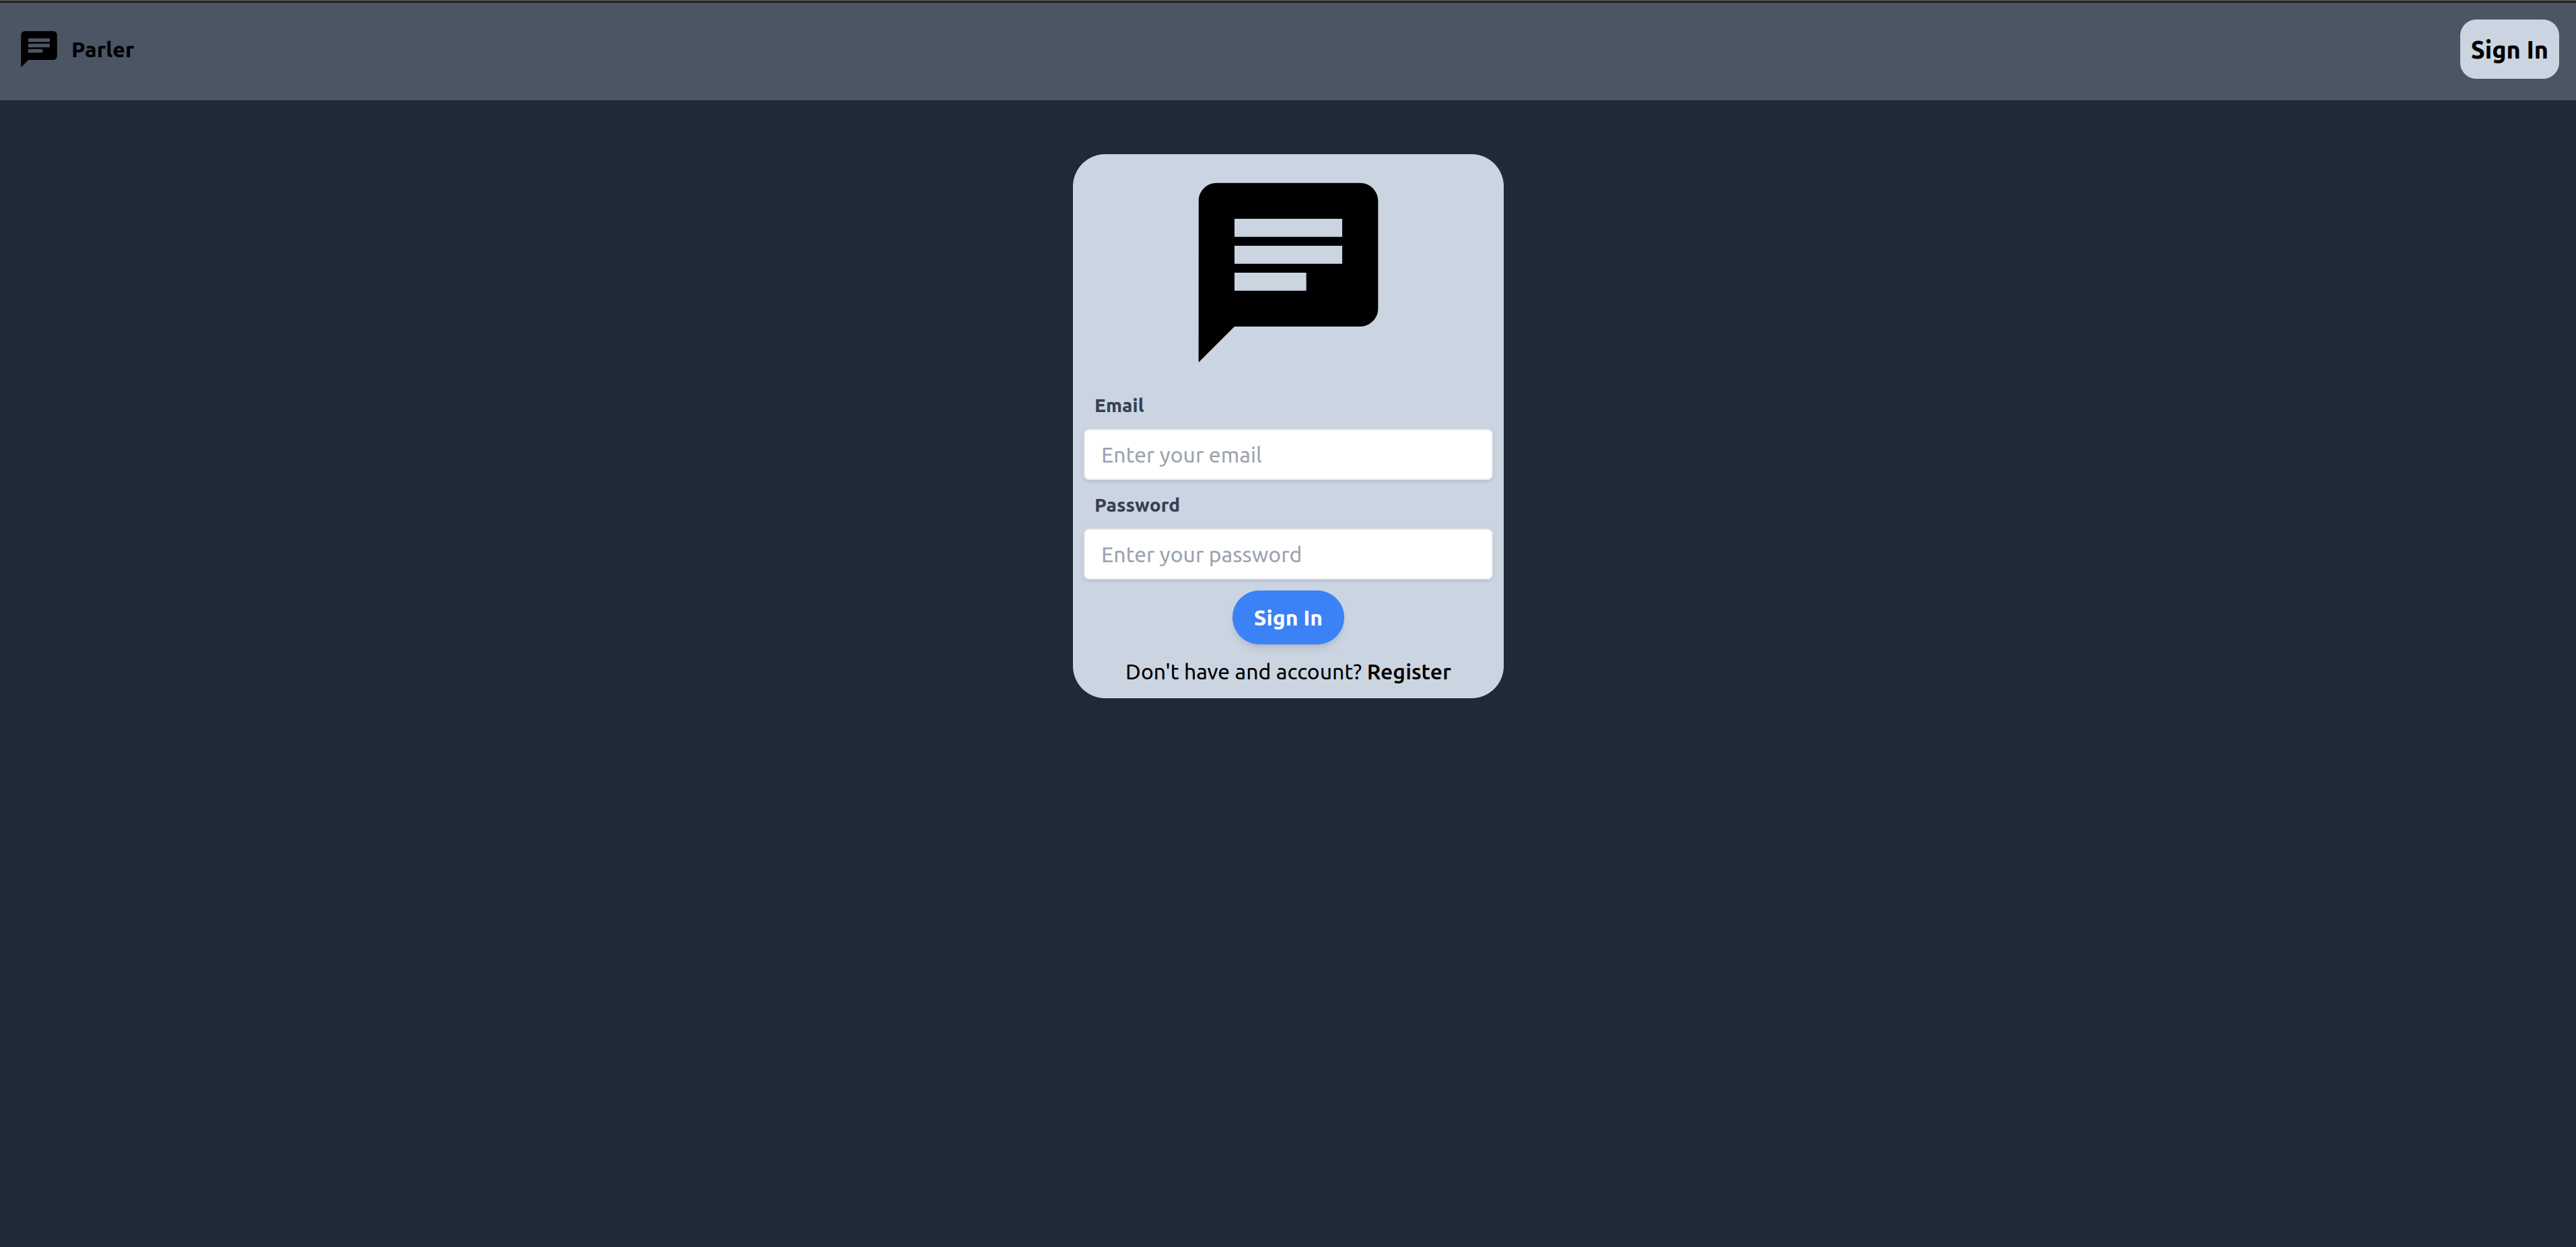 Parler
Sign In
Email
Enter your email
Password
Enter your password
Sign In
Don't have and account? Register